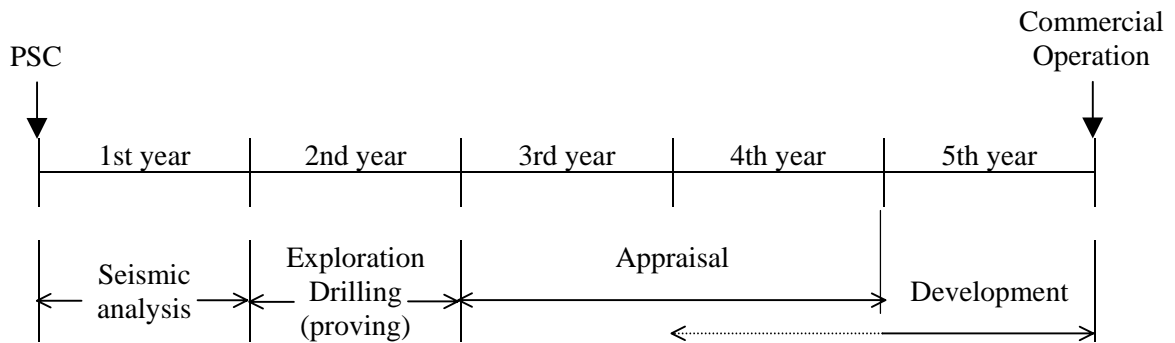 Commercial
Operation
PSC
1st year 2nd year 3rd year 4th year 5th year
Seismic
analysis
Exploration
Drilling
(proving)
Appraisal
Development